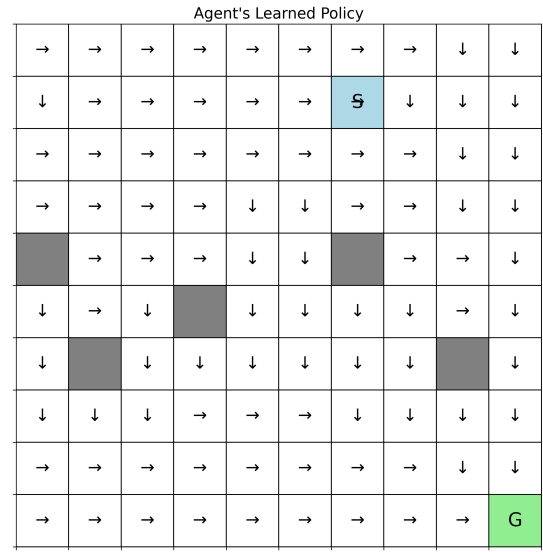 Agent's Learned Policy
→ → → → → → → → ↓ ↓
↓ → → → → → S→ ↓ ↓ ↓
→ → → → → → → → ↓ ↓
→ → → → ↓ ↓ → → ↓ ↓
→ → → ↓ ↓ → → ↓
↓ → ↓ ↓ ↓ ↓ ↓ → ↓
↓ ↓ ↓ ↓ ↓ ↓ ↓ ↓
↓ ↓ ↓ → → → ↓ ↓ ↓ ↓
→ → → → → → → → ↓ ↓
→ → → → → → → → → G